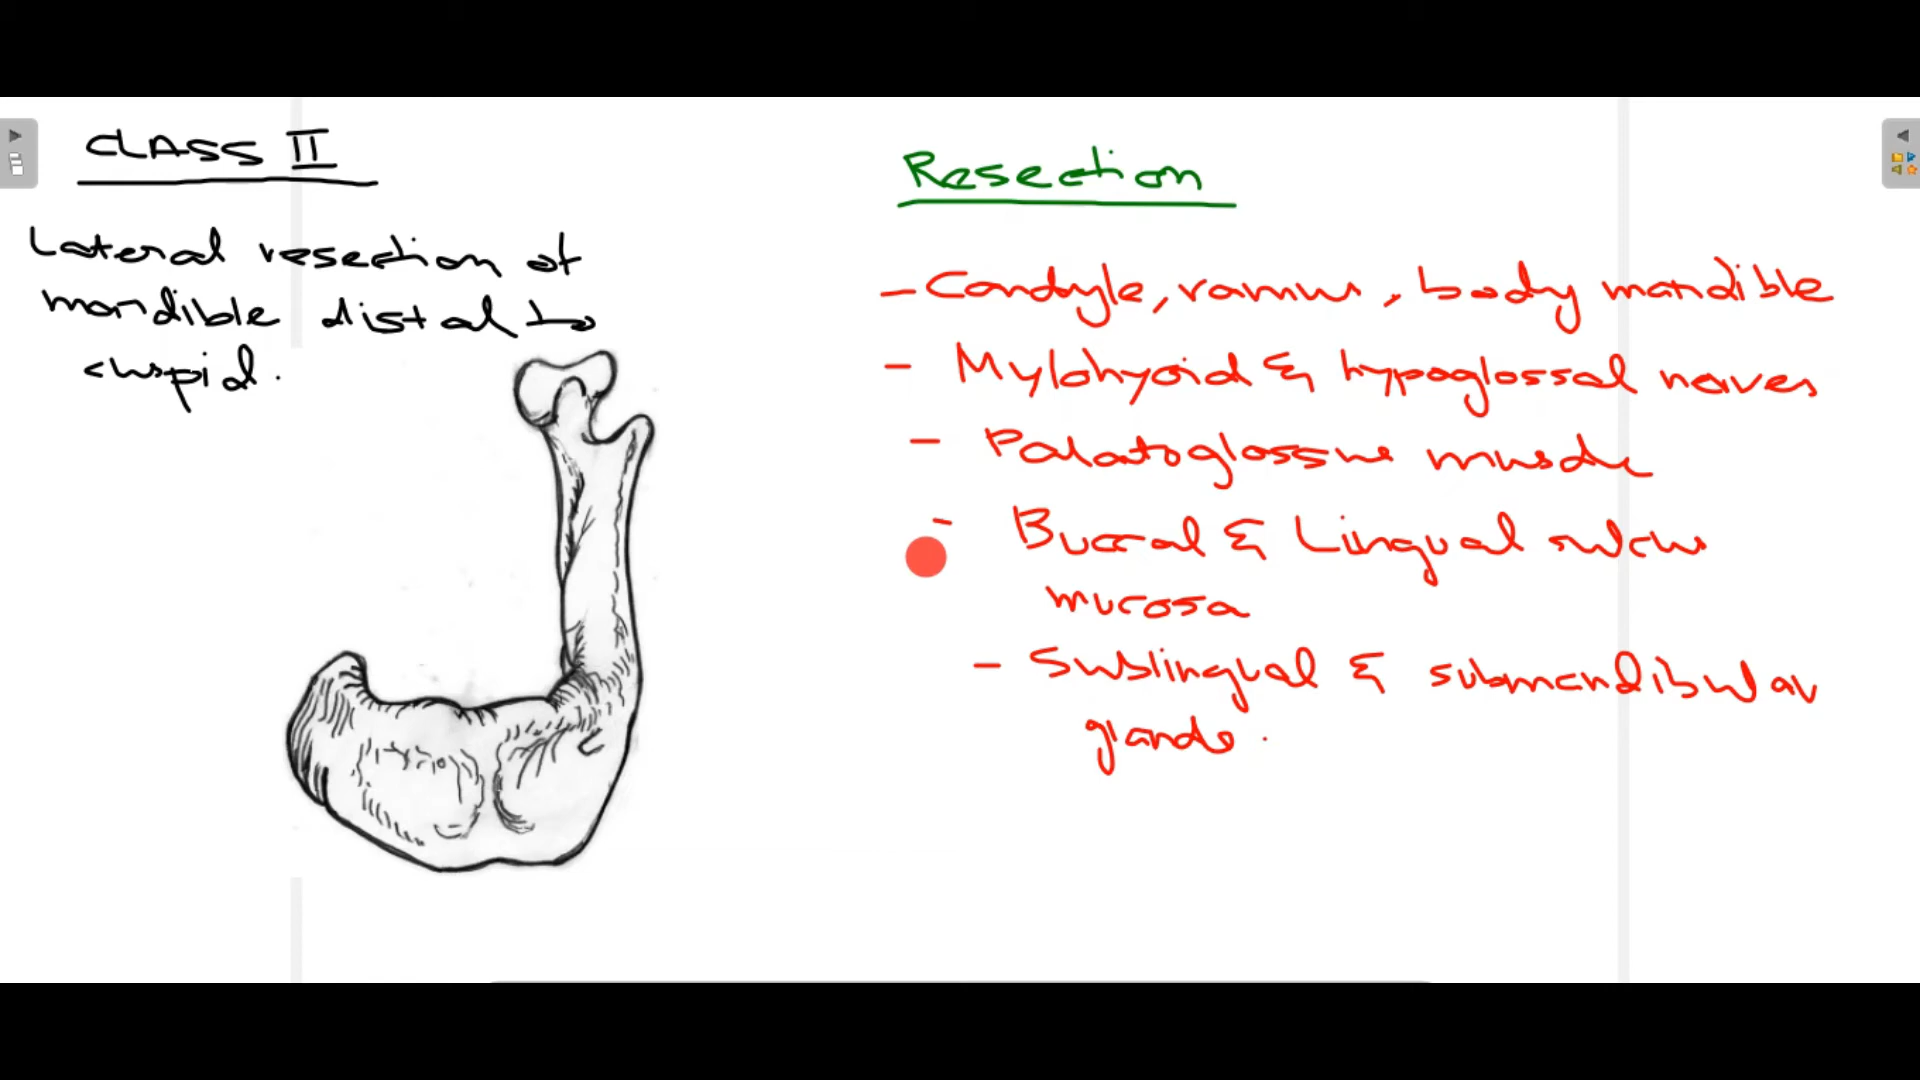 CLASS II
Lateral resection of
mandible distal to
cuspid.
Resection
- Condyle, ramus, body mandible
- Mylohyoid & hypoglossal nerves
- Palatoglossus muscle
- Buccal & Lingual sulcus
mucosa
- Sublingual & submandibular
glands.